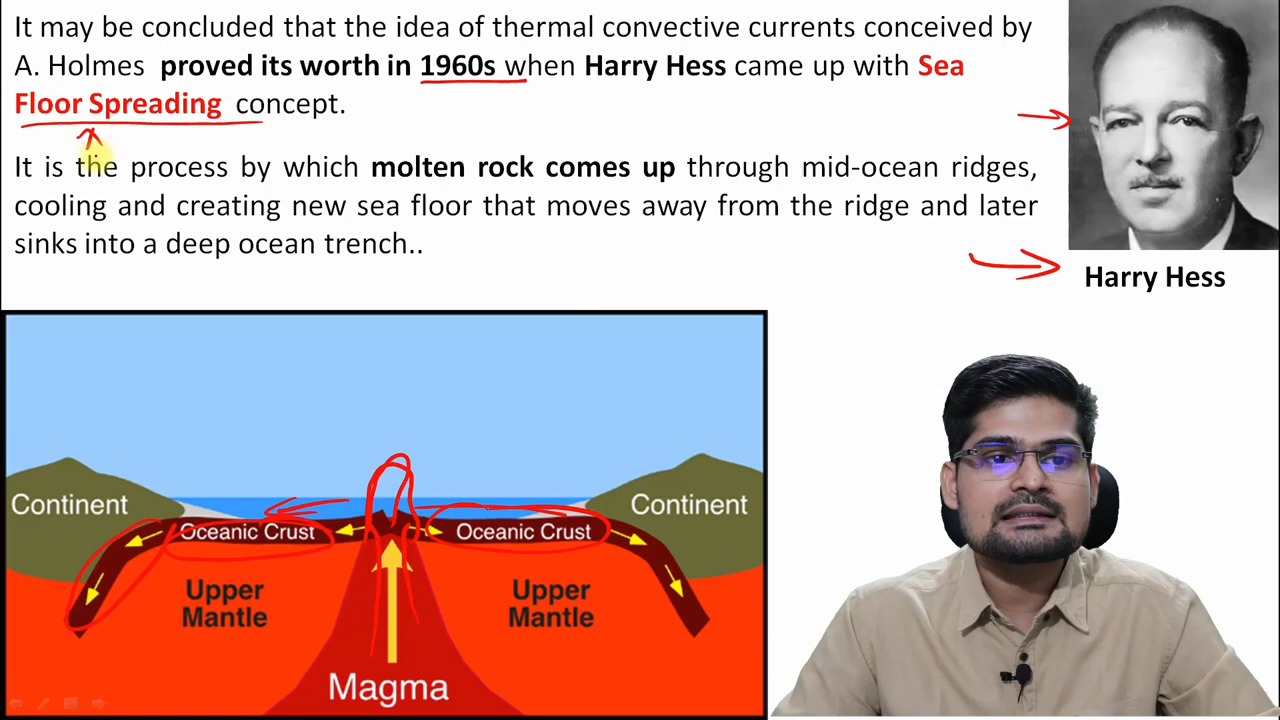 It may be concluded that the idea of thermal convective currents conceived by
A. Holmes proved its worth in 1960s when Harry Hess came up with Sea
Floor Spreading concept.
It is the process by which molten rock comes up through mid-ocean ridges,
cooling and creating new sea floor that moves away from the ridge and later
sinks into a deep ocean trench..
Harry Hess
Continent
Continent
Oceanic Crust
Oceanic Crust
Upper
Mantle
Upper
Mantle
Magma